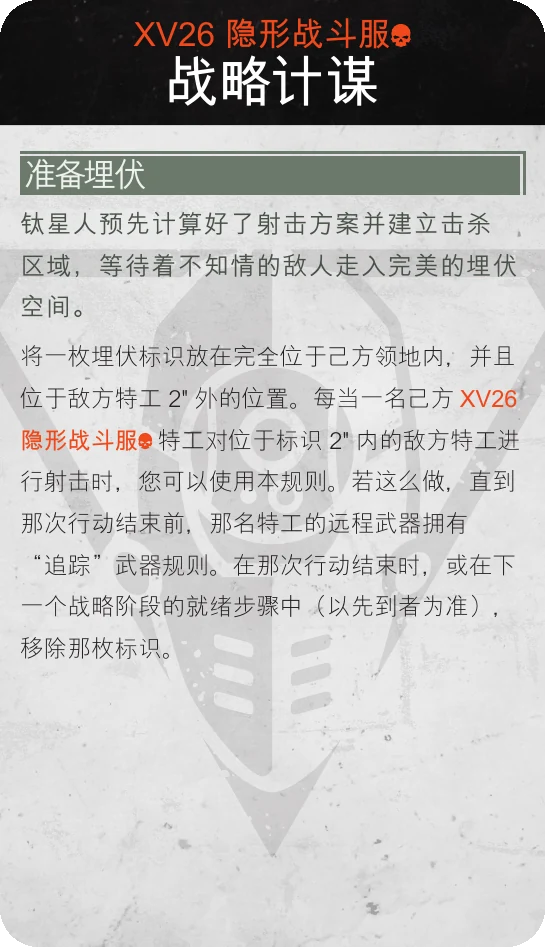 XV26 隐形战斗服
战略计谋
准备埋伏
钛星人预先计算好了射击方案并建立击杀
区域，等待着不知情的敌人走入完美的埋伏
空间。
将一枚埋伏标识放在完全位于己方领地内，并且
位于敌方特工 2" 外的位置。每当一名己方 XV26
隐形战斗服 特工对位于标识 2" 内的敌方特工进
行射击时，您可以使用本规则。若这么做，直到
那次行动结束前，那名特工的远程武器拥有
“追踪”武器规则。在那次行动结束时，或在下
一个战略阶段的就绪步骤中（以先到者为准），
移除那枚标识。